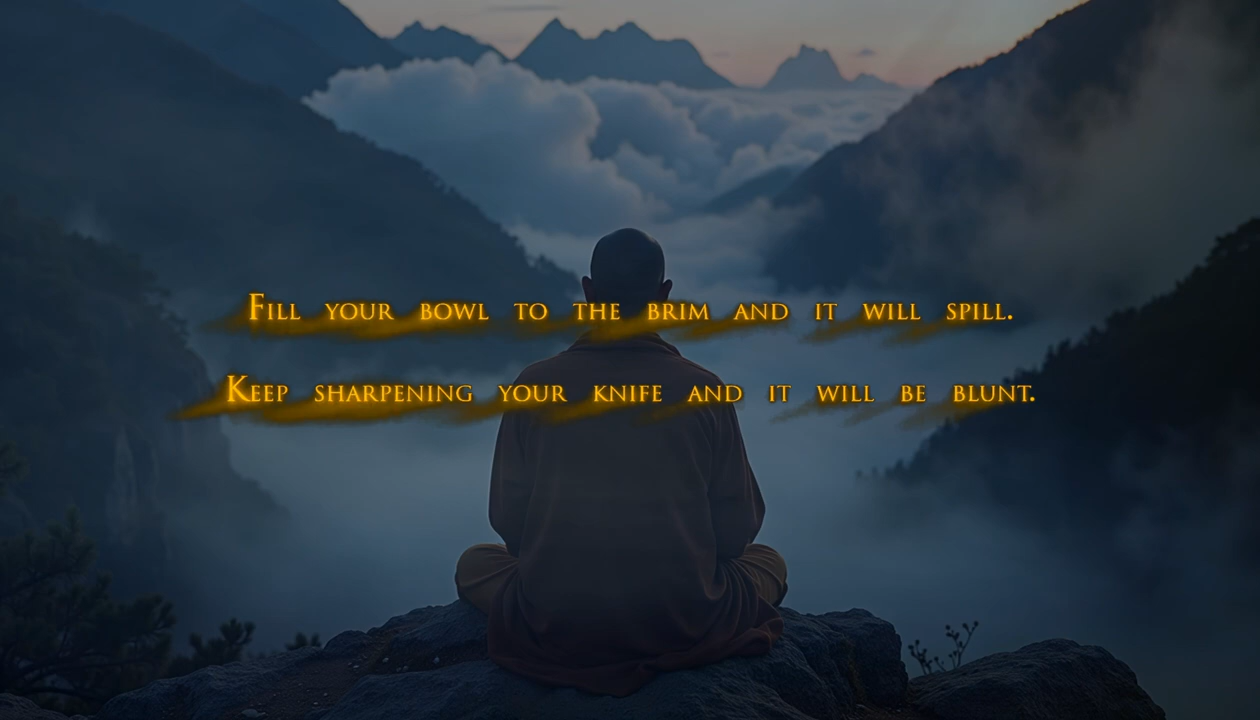 Fill your bowl to the brim and it will spill.
Keep sharpening your knife and it will be blunt.